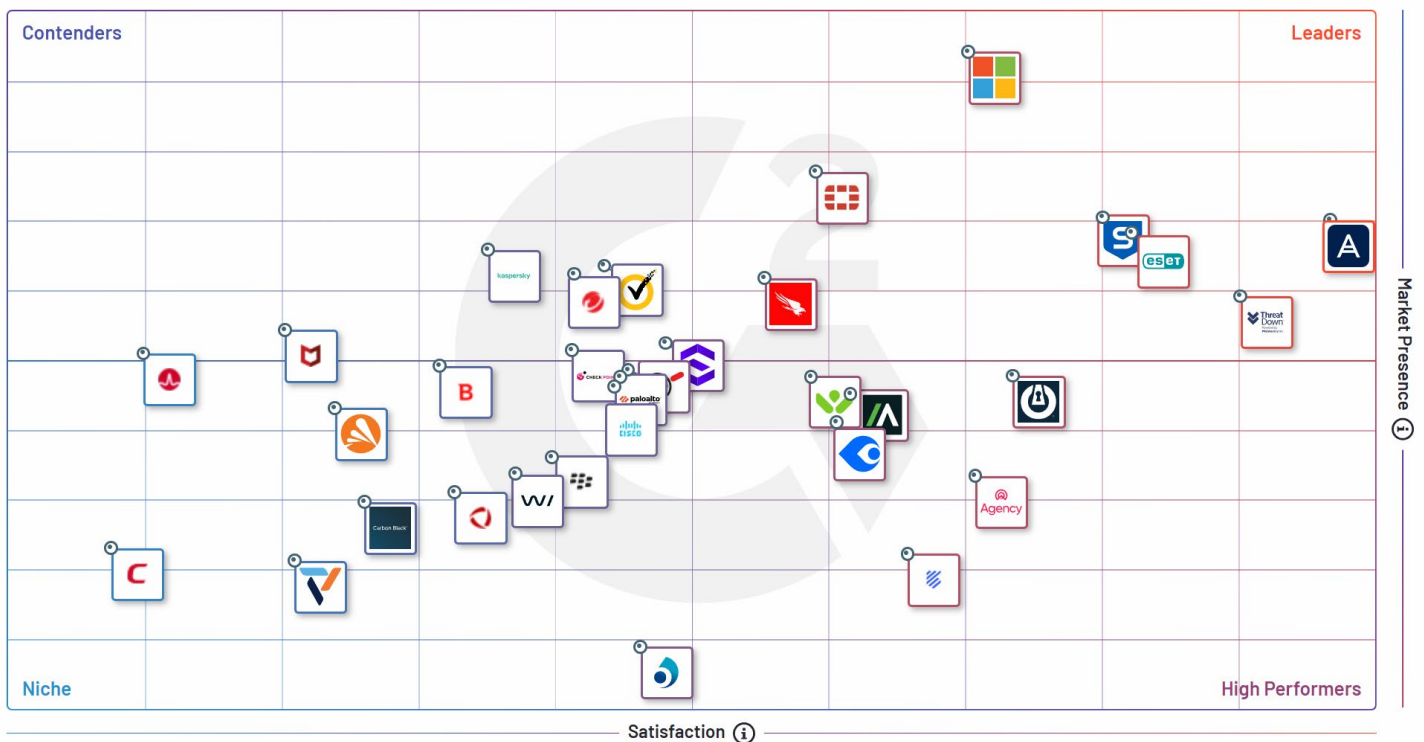 Contenders
Leaders
kaspersky
eseT
Threat
Down
CHECK POINT
B
paloalto
CISCO
Agency
Carbon Black
Niche
High Performers
Satisfaction
Market Presence